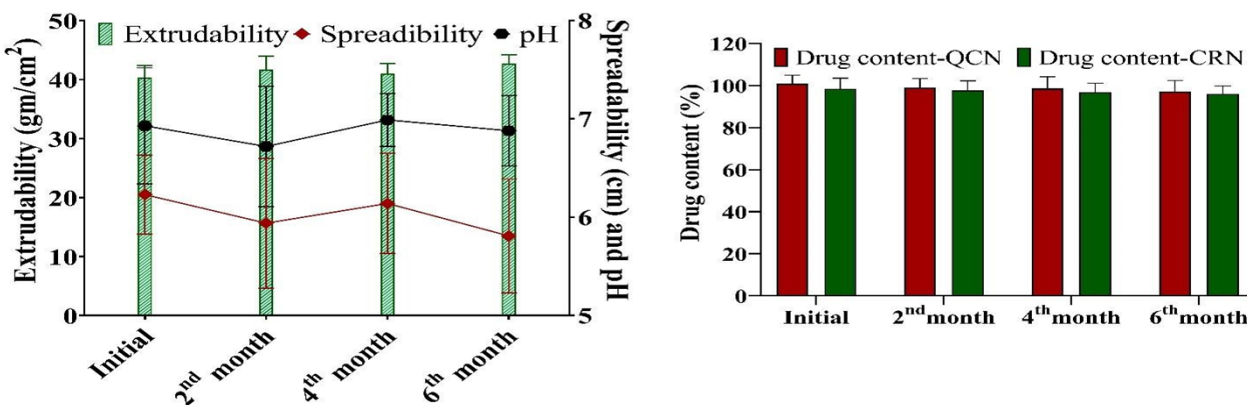 Extrudability Spreadibility pH
Extrudability (gm/cm²)
50
40
30
20
10
0
Spreadability (cm) and pH
8
7
6
5
Initial
2nd month
4th month
6th month
Drug content-QCN Drug content-CRN
Drug content (%)
120
100
80
60
40
20
0
Initial 2nd month 4th month 6th month